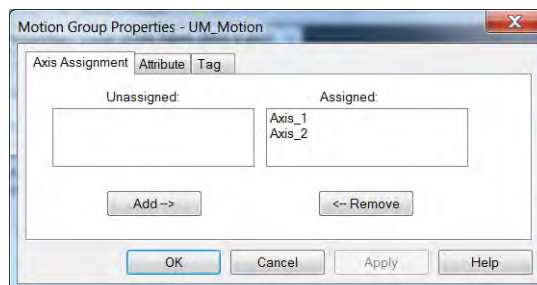 Motion Group Properties - UM_Motion
X
Axis Assignment Attribute Tag
Unassigned: Assigned:
Axis_1
Axis_2
Add --> <-- Remove
OK Cancel Apply Help